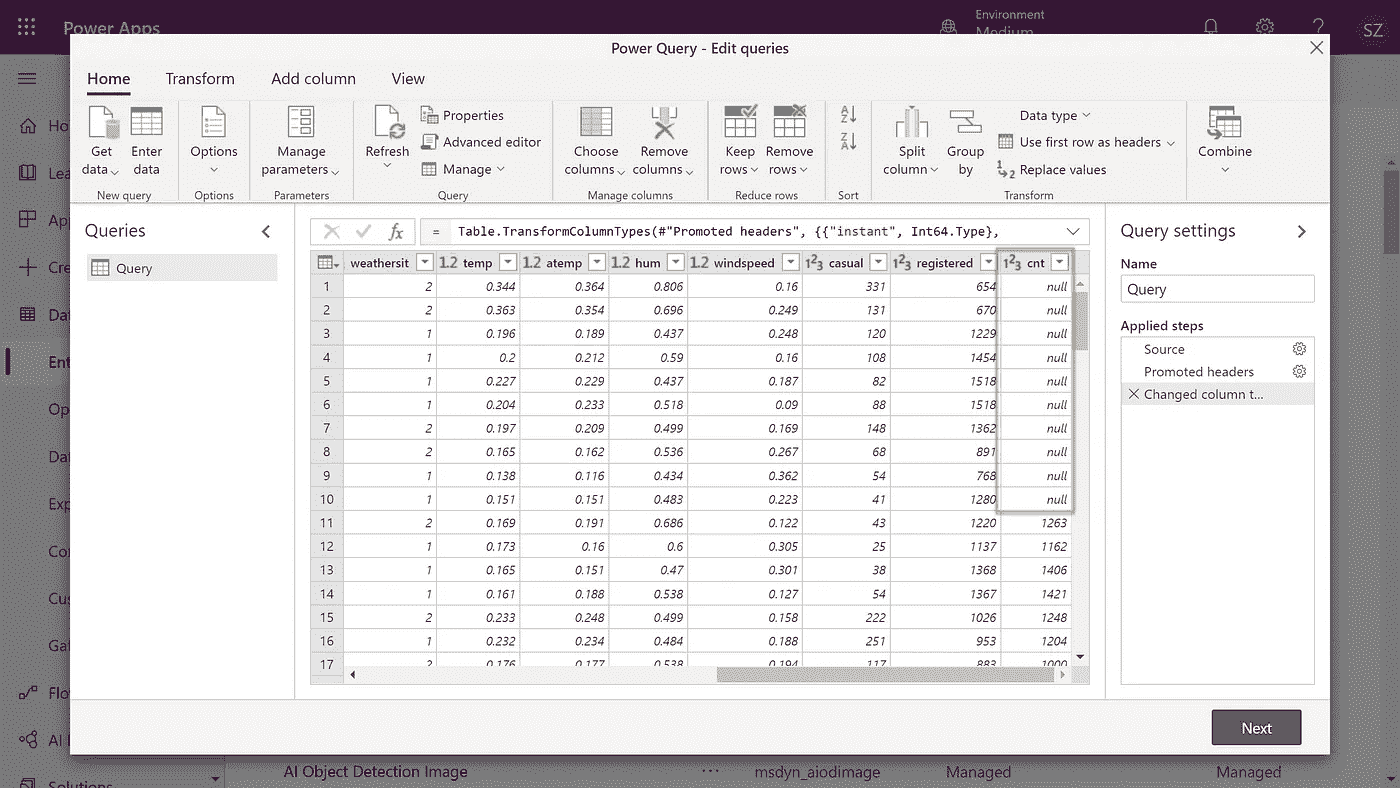 Power Apps
Environment
Medium
SZ
Power Query - Edit queries
Home Transform Add column View
Get data
Enter data
Options
Manage parameters
Refresh
Properties
Advanced editor
Manage
Choose columns
Remove columns
Keep rows
Remove rows
Split column
Group by
Data type
Use first row as headers
Replace values
Combine
New query Options Parameters Query Manage columns Reduce rows Sort Transform
Queries
Query
fx = Table.TransformColumnTypes(#"Promoted headers", {{"instant", Int64.Type},
weathersit 1.2 temp 1.2 atemp 1.2 hum 1.2 windspeed 123 casual 123 registered 123 cnt
1 2 0.344 0.364 0.806 0.16 331 654 null
2 2 0.363 0.354 0.696 0.249 131 670 null
3 1 0.196 0.189 0.437 0.248 120 1229 null
4 1 0.2 0.212 0.59 0.16 108 1454 null
5 1 0.227 0.229 0.437 0.187 82 1518 null
6 1 0.204 0.233 0.518 0.09 88 1518 null
7 2 0.197 0.209 0.499 0.169 148 1362 null
8 2 0.165 0.162 0.536 0.267 68 891 null
9 1 0.138 0.116 0.434 0.362 54 768 null
10 1 0.151 0.151 0.483 0.223 41 1280 null
11 2 0.169 0.191 0.686 0.122 43 1220 1263
12 1 0.173 0.16 0.6 0.305 25 1137 1162
13 1 0.165 0.151 0.47 0.301 38 1368 1406
14 1 0.161 0.188 0.538 0.127 54 1367 1421
15 2 0.233 0.248 0.499 0.158 222 1026 1248
16 1 0.232 0.234 0.484 0.188 251 953 1204
17 2 0.176 0.177 0.538 0.194 117 883 1000
Query settings
Name
Query
Applied steps
Source
Promoted headers
Changed column t...
Next
Ho
Lea
App
Cre
Dat
Ent
Op
Dat
Exp
Cor
Cus
Gat
Flo
AI
Solutions
AI Object Detection Image ... msdyn_aiodimage Managed Managed